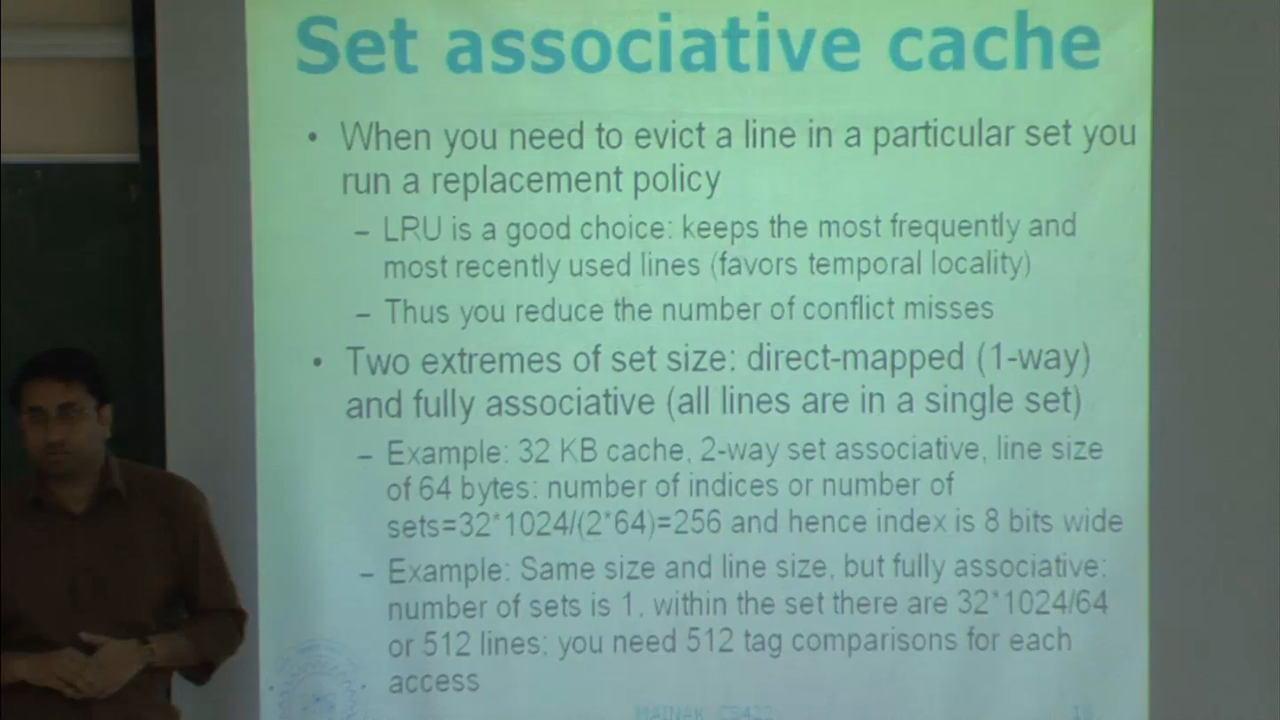 Set associative cache
• When you need to evict a line in a particular set you
run a replacement policy
– LRU is a good choice: keeps the most frequently and
most recently used lines (favors temporal locality)
– Thus you reduce the number of conflict misses
• Two extremes of set size: direct-mapped (1-way)
and fully associative (all lines are in a single set)
– Example: 32 KB cache, 2-way set associative, line size
of 64 bytes: number of indices or number of
sets=32*1024/(2*64)=256 and hence index is 8 bits wide
– Example: Same size and line size, but fully associative:
number of sets is 1, within the set there are 32*1024/64
or 512 lines; you need 512 tag comparisons for each
access
MAINAK CS422